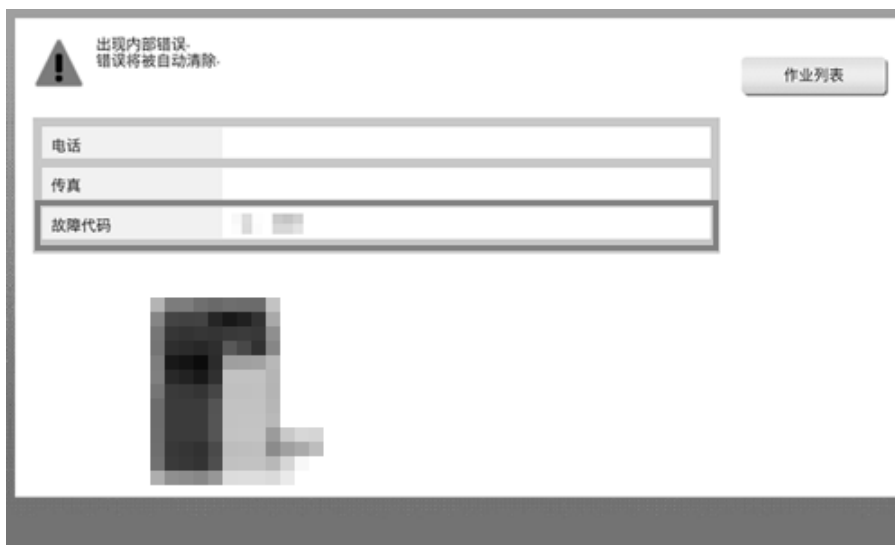 出现内部错误.
错误将被自动清除.
作业列表
电话
传真
故障代码